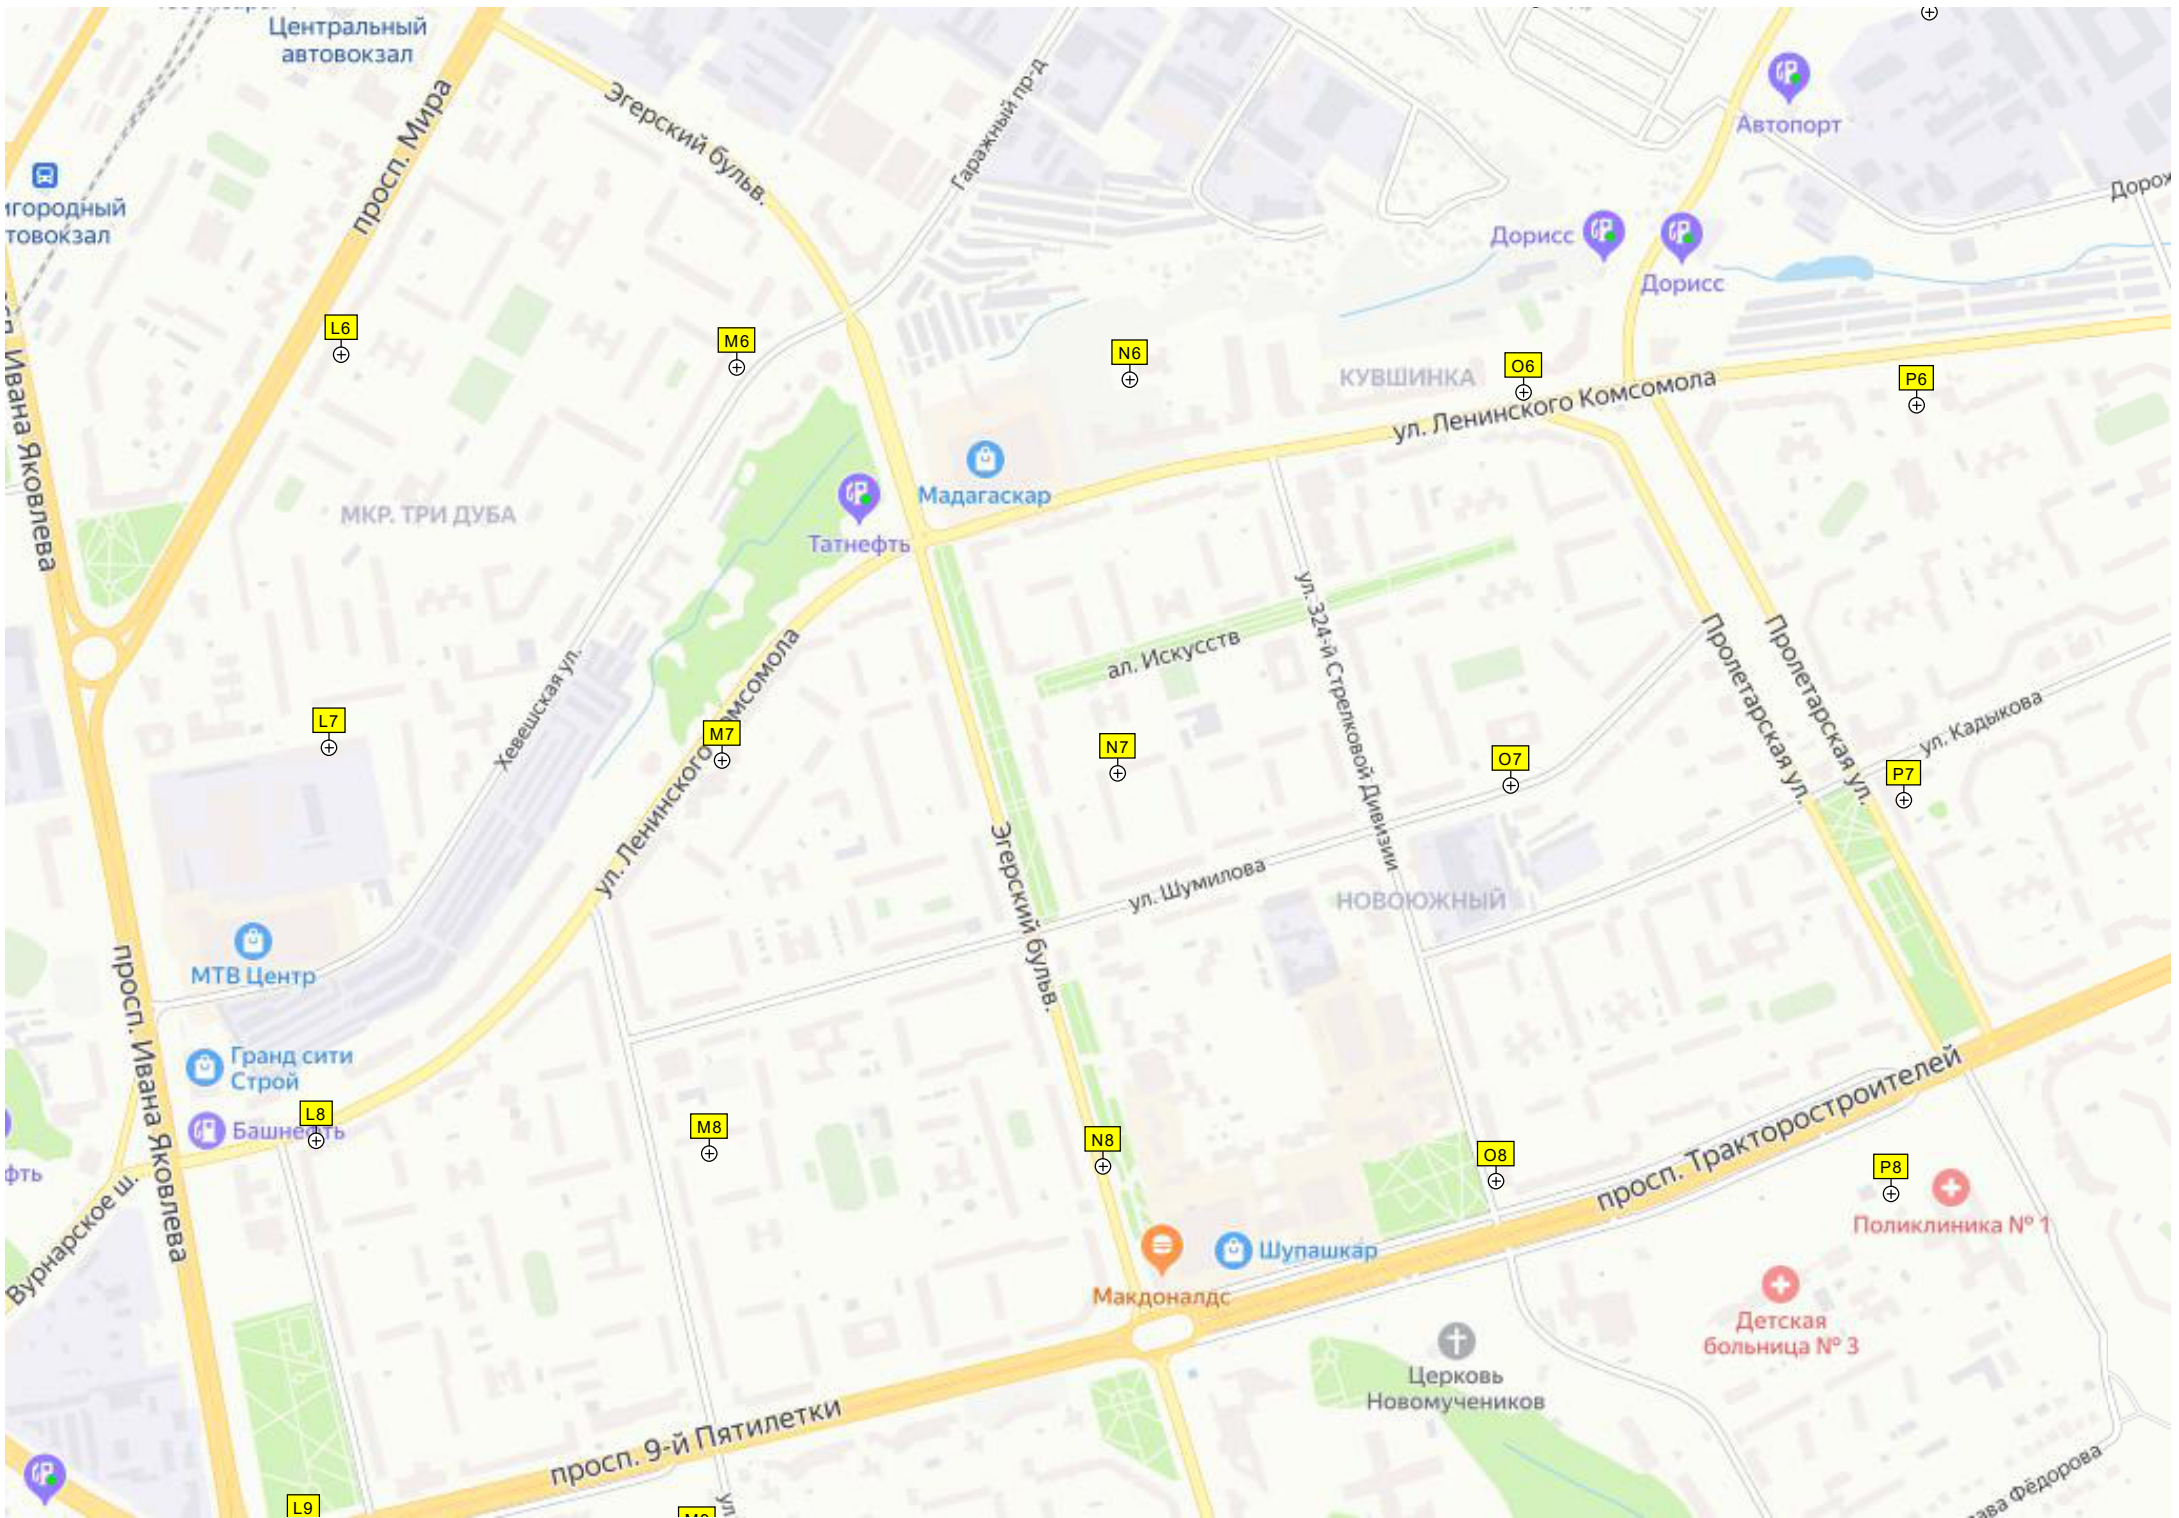 Центральный
автовокзал
просп. Мира
Эгерский бульв.
Гаражный пр-д
Автопорт
Дорисс
Дорисс
L6
M6
N6
O6
P6
КУВШИНКА
ул. Ленинского Комсомола
просп. Ивана Яковлева
МКР. ТРИ ДУБА
Мадагаскар
Татнефть
ал. Искусств
ул. 324-й Стрелковой Дивизии
Пролетарская ул.
Пролетарская ул.
ул. Кадыкова
Хевешская ул.
ул. Ленинского
L7
M7
N7
O7
P7
ул. Шумилова
НОВОЮЖНЫЙ
Эгерский бульв.
МТВ Центр
просп. Ивана Яковлева
Гранд сити
Строй
L8
M8
N8
O8
P8
просп. Тракторостроителей
Поликлиника № 1
Вурнарское ш.
Шупашкар
Макдоналдс
Детская
больница № 3
Церковь
Новомучеников
просп. 9-й Пятилетки
L9
ул